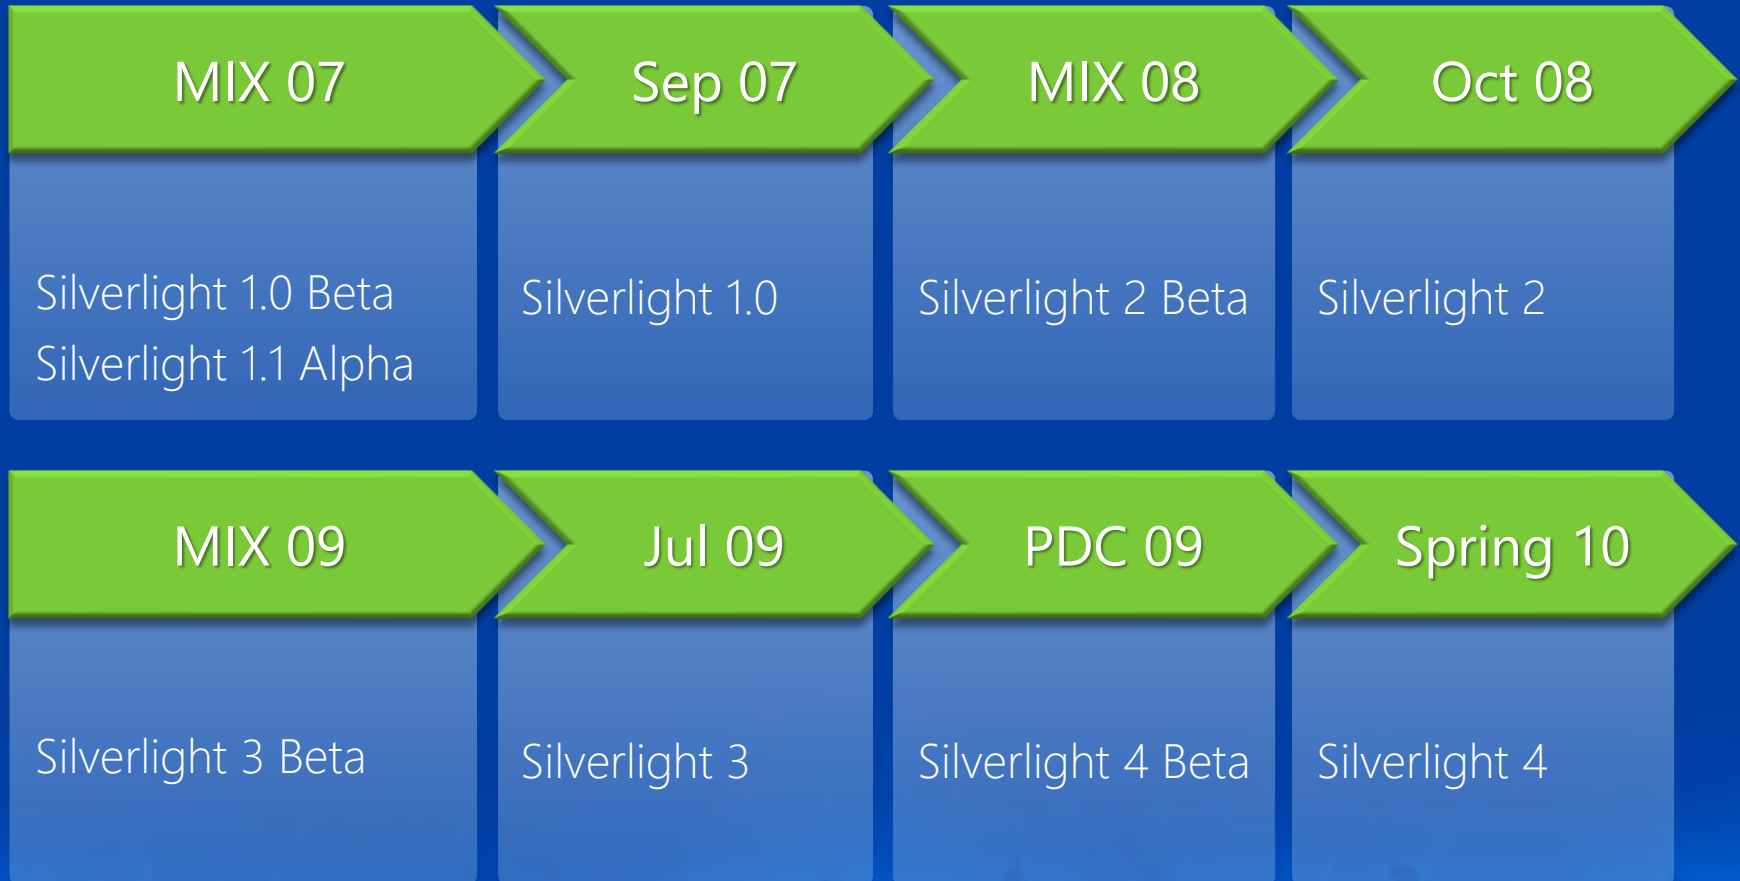 MIX 07
Sep 07
MIX 08
Oct 08
Silverlight 1.0 Beta
Silverlight 1.1 Alpha
Silverlight 1.0
Silverlight 2 Beta
Silverlight 2
MIX 09
Jul 09
PDC 09
Spring 10
Silverlight 3 Beta
Silverlight 3
Silverlight 4 Beta
Silverlight 4